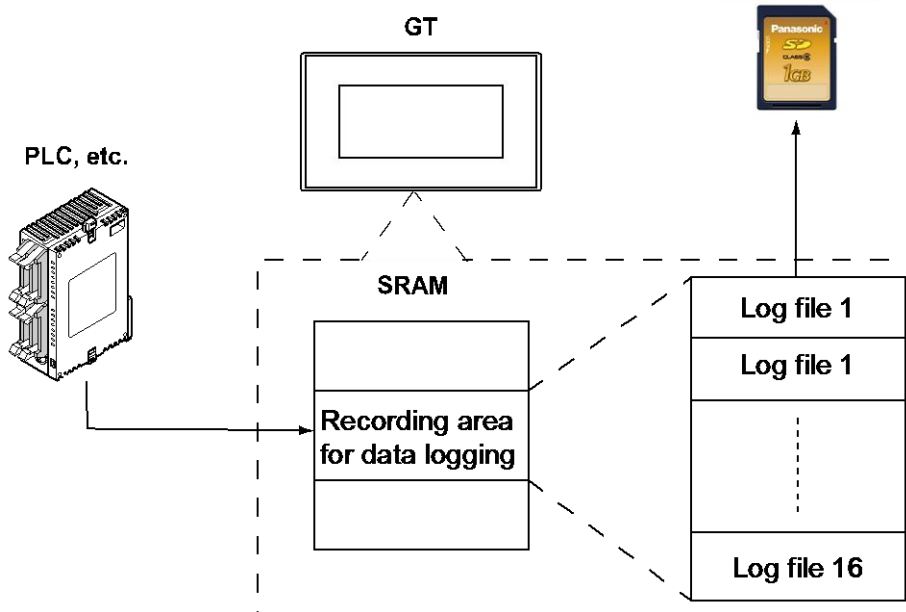 GT
Panasonic
SD
CLASS
1GB
PLC, etc.
SRAM
Log file 1
Log file 1
Recording area
for data logging
Log file 16